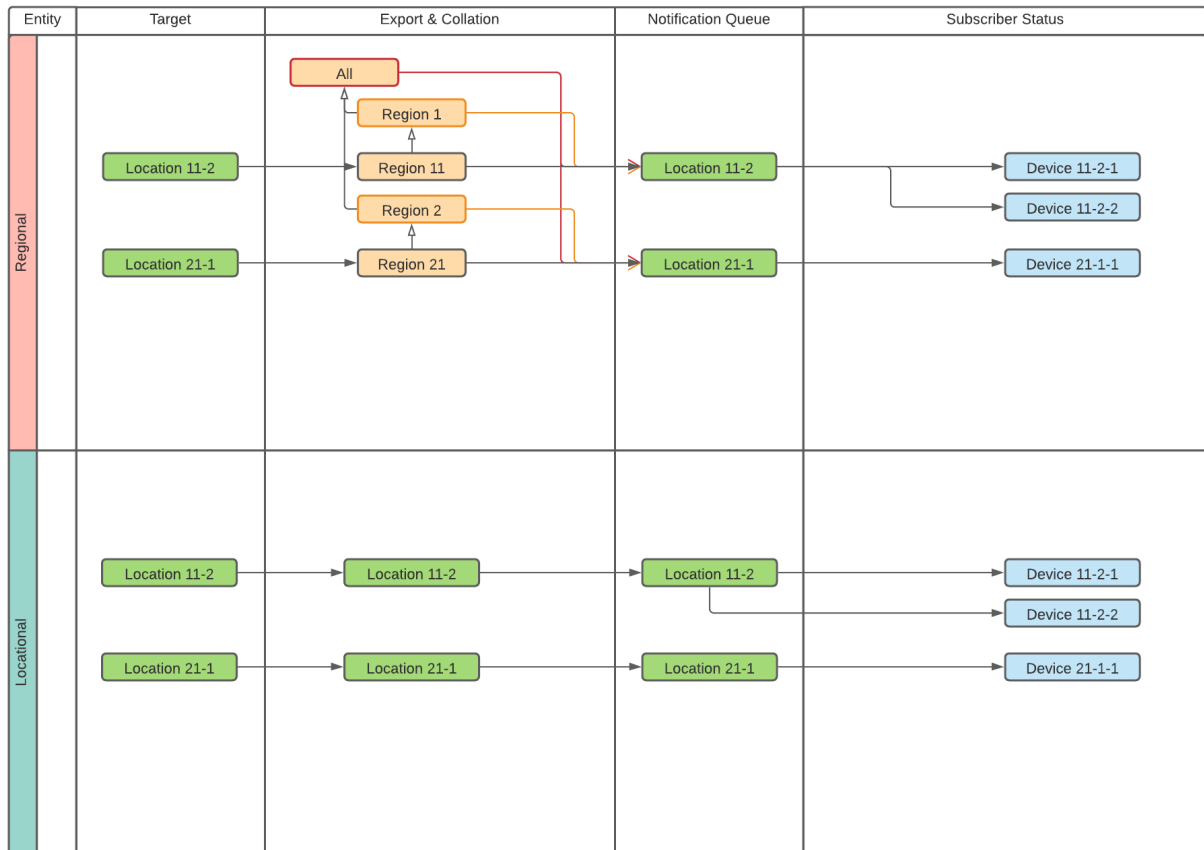 Entity
Target
Export & Collation
Notification Queue
Subscriber Status
Regional
All
Region 1
Location 11-2
Region 11
Location 11-2
Device 11-2-1
Region 2
Device 11-2-2
Location 21-1
Region 21
Location 21-1
Device 21-1-1
Locational
Location 11-2
Location 11-2
Location 11-2
Device 11-2-1
Device 11-2-2
Location 21-1
Location 21-1
Location 21-1
Device 21-1-1